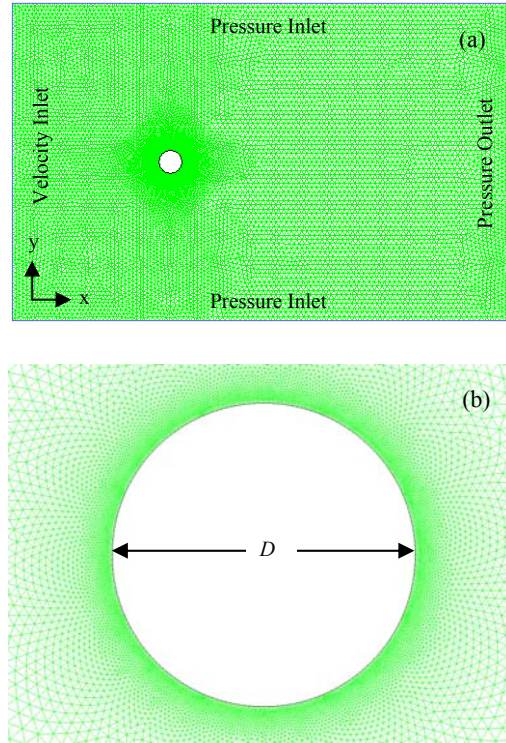 Pressure Inlet
(a)
Velocity Inlet
Pressure Outlet
y
x
Pressure Inlet
(b)
D